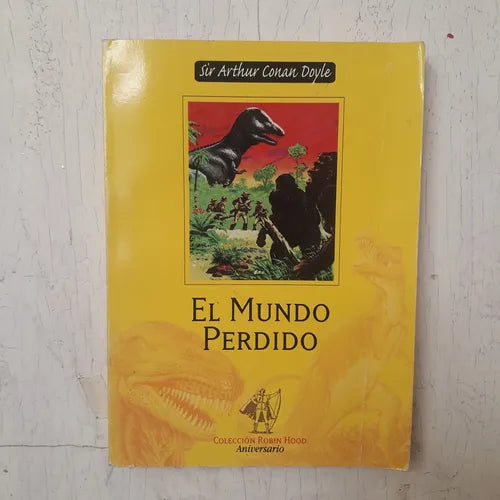 Sir Arthur Conan Doyle
EL MUNDO
PERDIDO
COLECCIÓN ROBIN HOOD
Aniversario